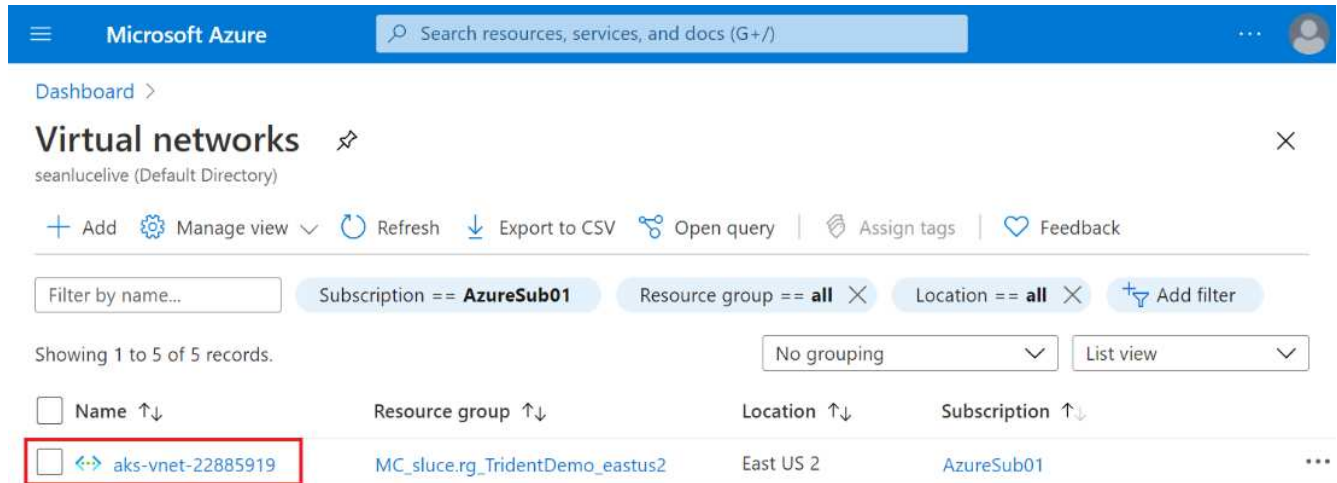 Microsoft Azure Search resources, services, and docs (G+/) ...
Dashboard >
Virtual networks
seanlucelive (Default Directory)
Add Manage view Refresh Export to CSV Open query Assign tags Feedback
Filter by name... Subscription == AzureSub01 Resource group == all Location == all Add filter
Showing 1 to 5 of 5 records. No grouping List view
Name Resource group Location Subscription
aks-vnet-22885919 MC_sluce.rg_TridentDemo_eastus2 East US 2 AzureSub01 ...